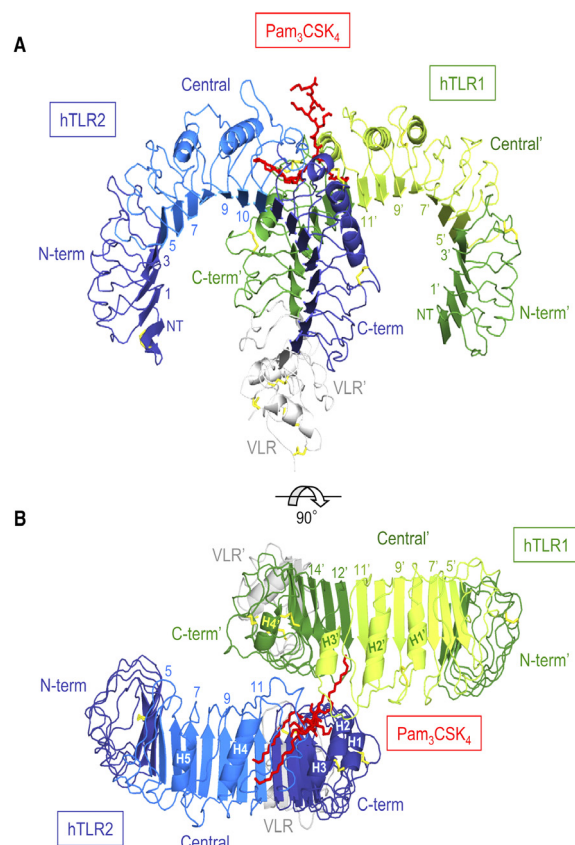 Pam₃CSK₄
A
Central
hTLR1
hTLR2
Central'
11'
9'
7'
5'
3'
1'
NT
5
7
9
10
N-term
3
1
NT
C-term'
C-term
N-term'
VLR'
VLR
90°
B
Central'
VLR'
hTLR1
14'
12'
11'
9'
7'
5'
H4'
C-term'
H3'
H2'
H1'
N-term'
N-term
5
7
9
11
H2
H1
Pam₃CSK₄
H5
H4
H3
C-term
hTLR2
VLR
Central